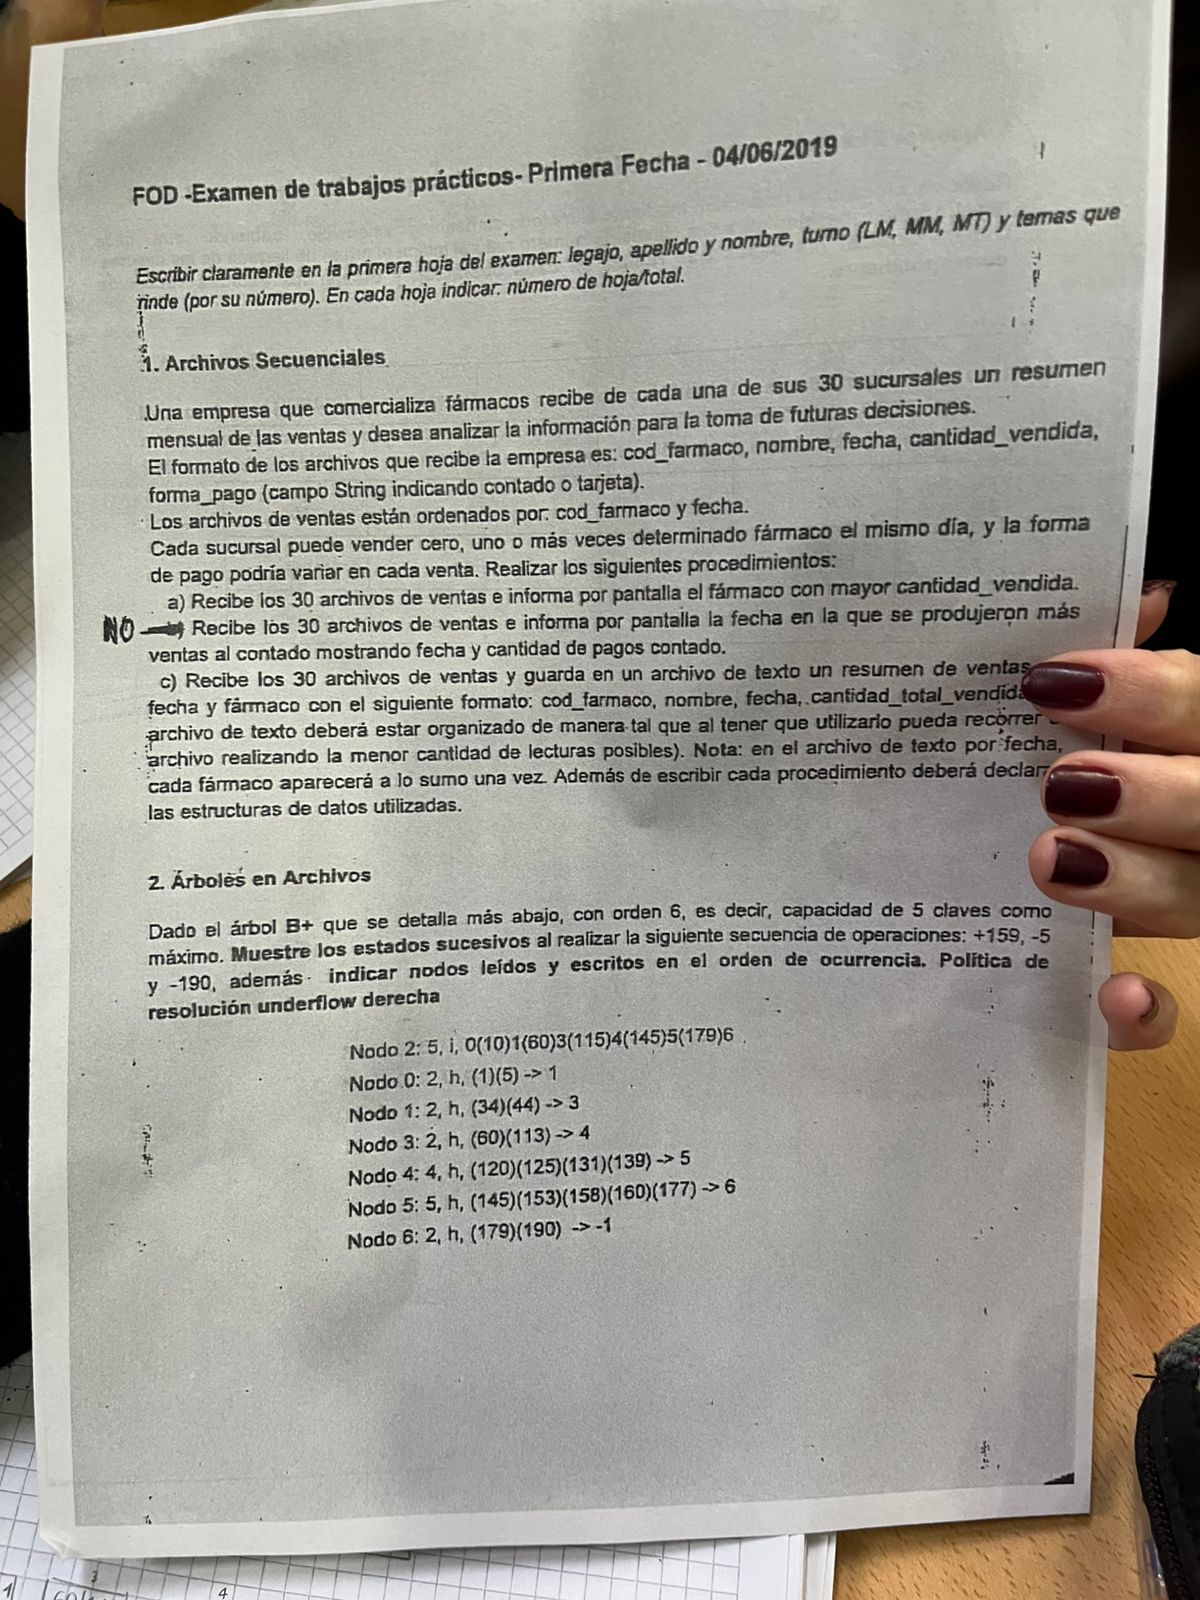 FOD -Examen de trabajos prácticos- Primera Fecha - 04/06/2019
Escribir claramente en la primera hoja del examen: legajo, apellido y nombre, turno (LM, MM, MT) y temas que
rinde (por su número). En cada hoja indicar: número de hoja/total.
1. Archivos Secuenciales
Una empresa que comercializa fármacos recibe de cada una de sus 30 sucursales un resumen
mensual de las ventas y desea analizar la información para la toma de futuras decisiones.
El formato de los archivos que recibe la empresa es: cod_farmaco, nombre, fecha, cantidad_vendida,
forma_pago (campo String indicando contado o tarjeta).
Los archivos de ventas están ordenados por: cod_farmaco y fecha.
Cada sucursal puede vender cero, uno o más veces determinado fármaco el mismo día, y la forma
de pago podría variar en cada venta. Realizar los siguientes procedimientos:
a) Recibe los 30 archivos de ventas e informa por pantalla el fármaco con mayor cantidad_vendida.
NO → Recibe los 30 archivos de ventas e informa por pantalla la fecha en la que se produjeron más
ventas al contado mostrando fecha y cantidad de pagos contado.
c) Recibe los 30 archivos de ventas y guarda en un archivo de texto un resumen de ventas
fecha y fármaco con el siguiente formato: cod_farmaco, nombre, fecha, cantidad_total_vendid
archivo de texto deberá estar organizado de manera tal que al tener que utilizarlo pueda recorrer
archivo realizando la menor cantidad de lecturas posibles). Nota: en el archivo de texto por fecha,
cada fármaco aparecerá a lo sumo una vez. Además de escribir cada procedimiento deberá declar
las estructuras de datos utilizadas.
2. Árboles en Archivos
Dado el árbol B+ que se detalla más abajo, con orden 6, es decir, capacidad de 5 claves como
máximo. Muestre los estados sucesivos al realizar la siguiente secuencia de operaciones: +159, -5
y -190, además indicar nodos leídos y escritos en el orden de ocurrencia. Política de
resolución underflow derecha
Nodo 2: 5, i, 0(10)1(60)3(115)4(145)5(179)6
Nodo 0: 2, h, (1)(5) -> 1
Nodo 1: 2, h, (34)(44) -> 3
Nodo 3: 2, h, (60)(113) -> 4
Nodo 4: 4, h, (120)(125)(131)(139) -> 5
Nodo 5: 5, h, (145)(153)(158)(160)(177) -> 6
Nodo 6: 2, h, (179)(190) -> -1
3
4